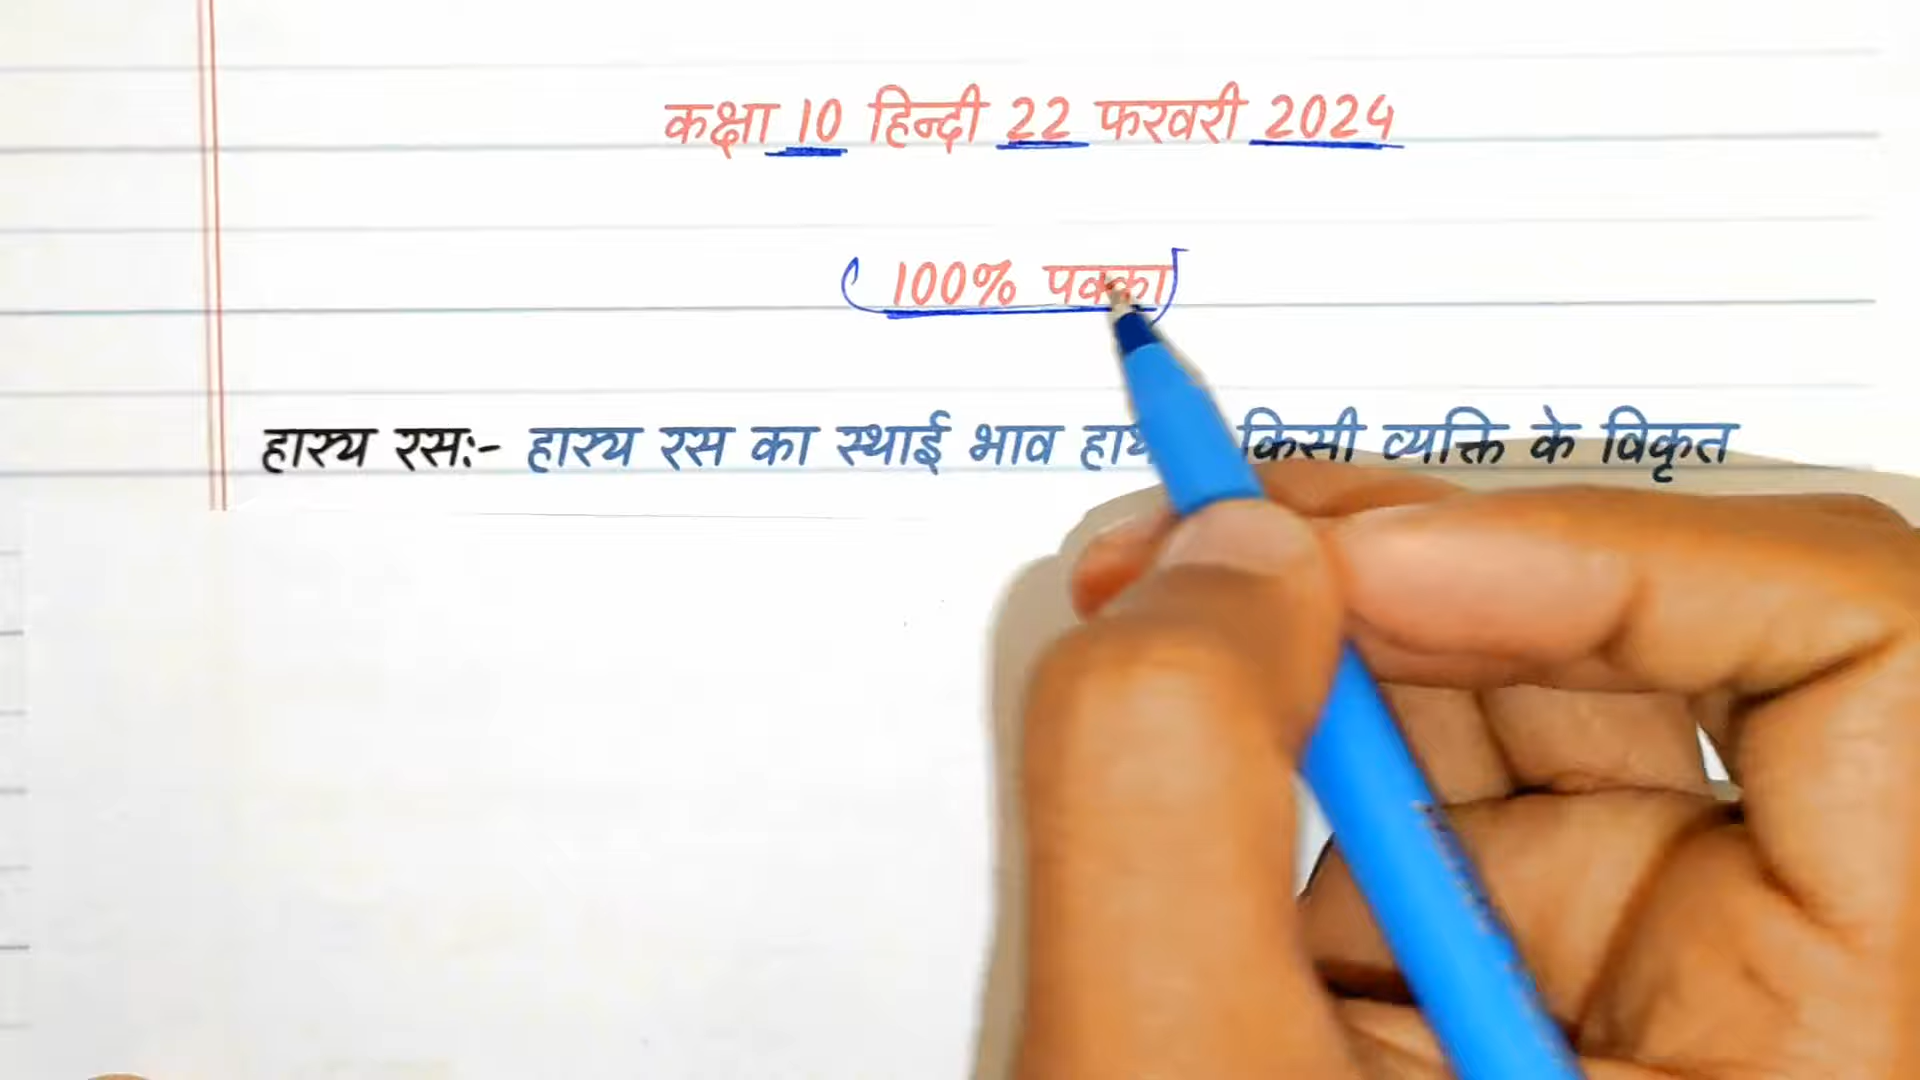 कक्षा 10 हिन्दी 22 फरवरी 2024
100% पक्का
हास्य रस:- हास्य रस का स्थाई भाव किसी व्यक्ति के विकृत